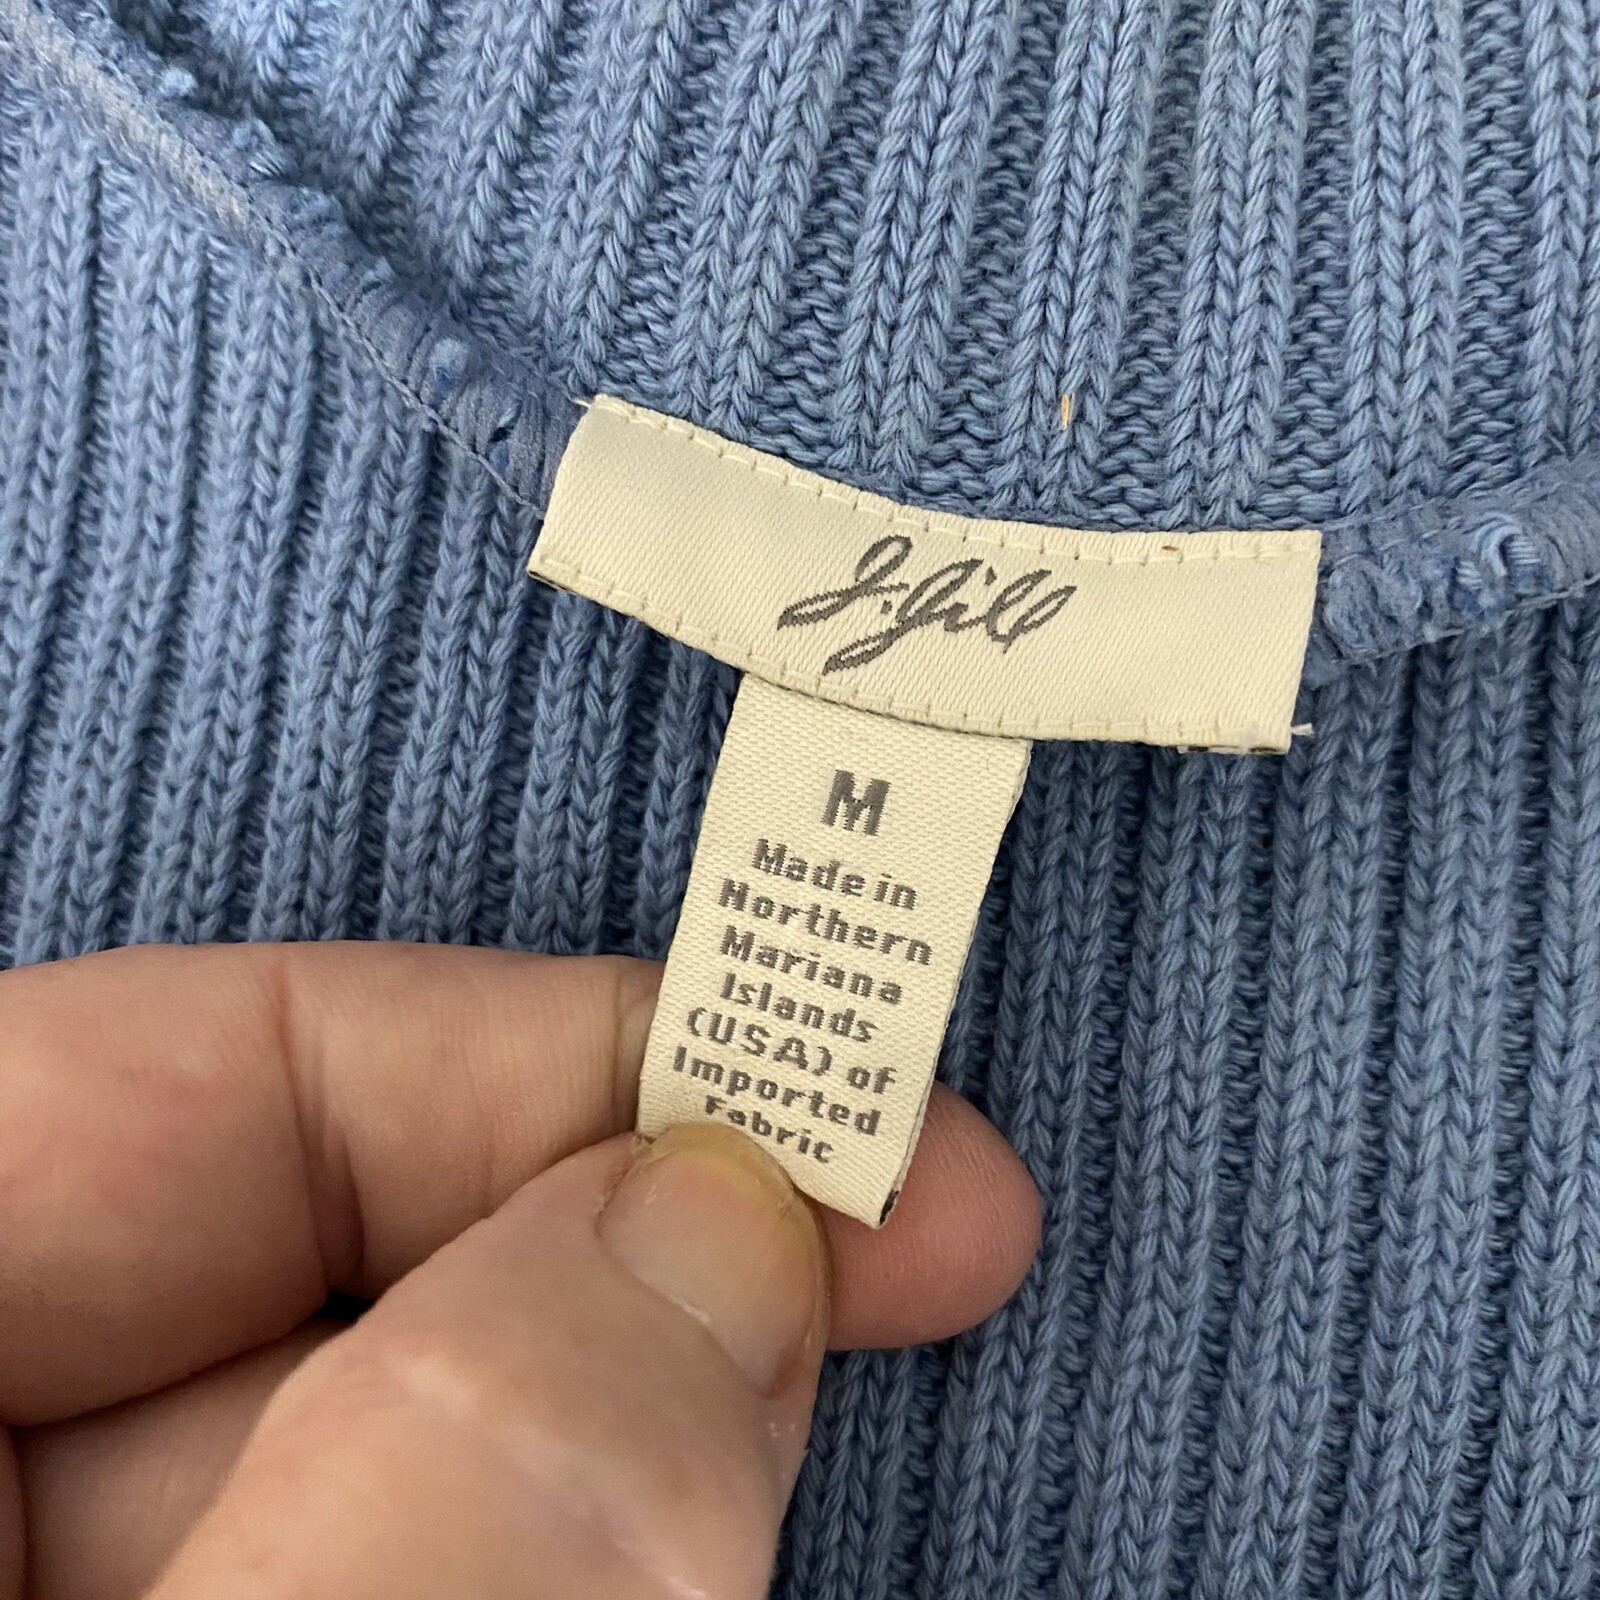 J.Jill
M
Made in
Northern
Mariana
Islands
(USA) of
Imported
Fabric